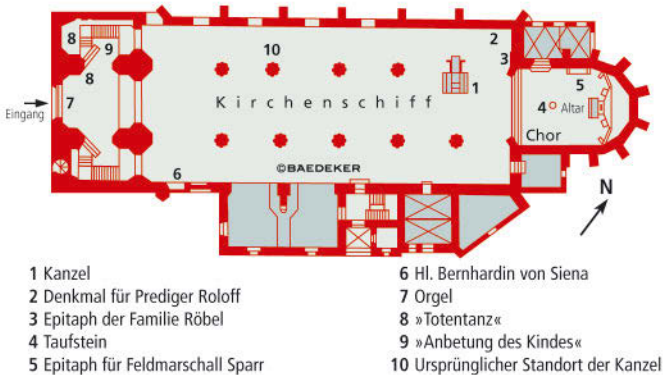 8
9
10
2
8
3
1
5
7
Eingang
Kirchenschiff
4
Altar
Chor
©BAEDEKER
6
N
1 Kanzel
2 Denkmal für Prediger Roloff
3 Epitaph der Familie Röbel
4 Taufstein
5 Epitaph für Feldmarschall Sparr
6 Hl. Bernhardin von Siena
7 Orgel
8 »Totentanz«
9 »Anbetung des Kindes«
10 Ursprünglicher Standort der Kanzel